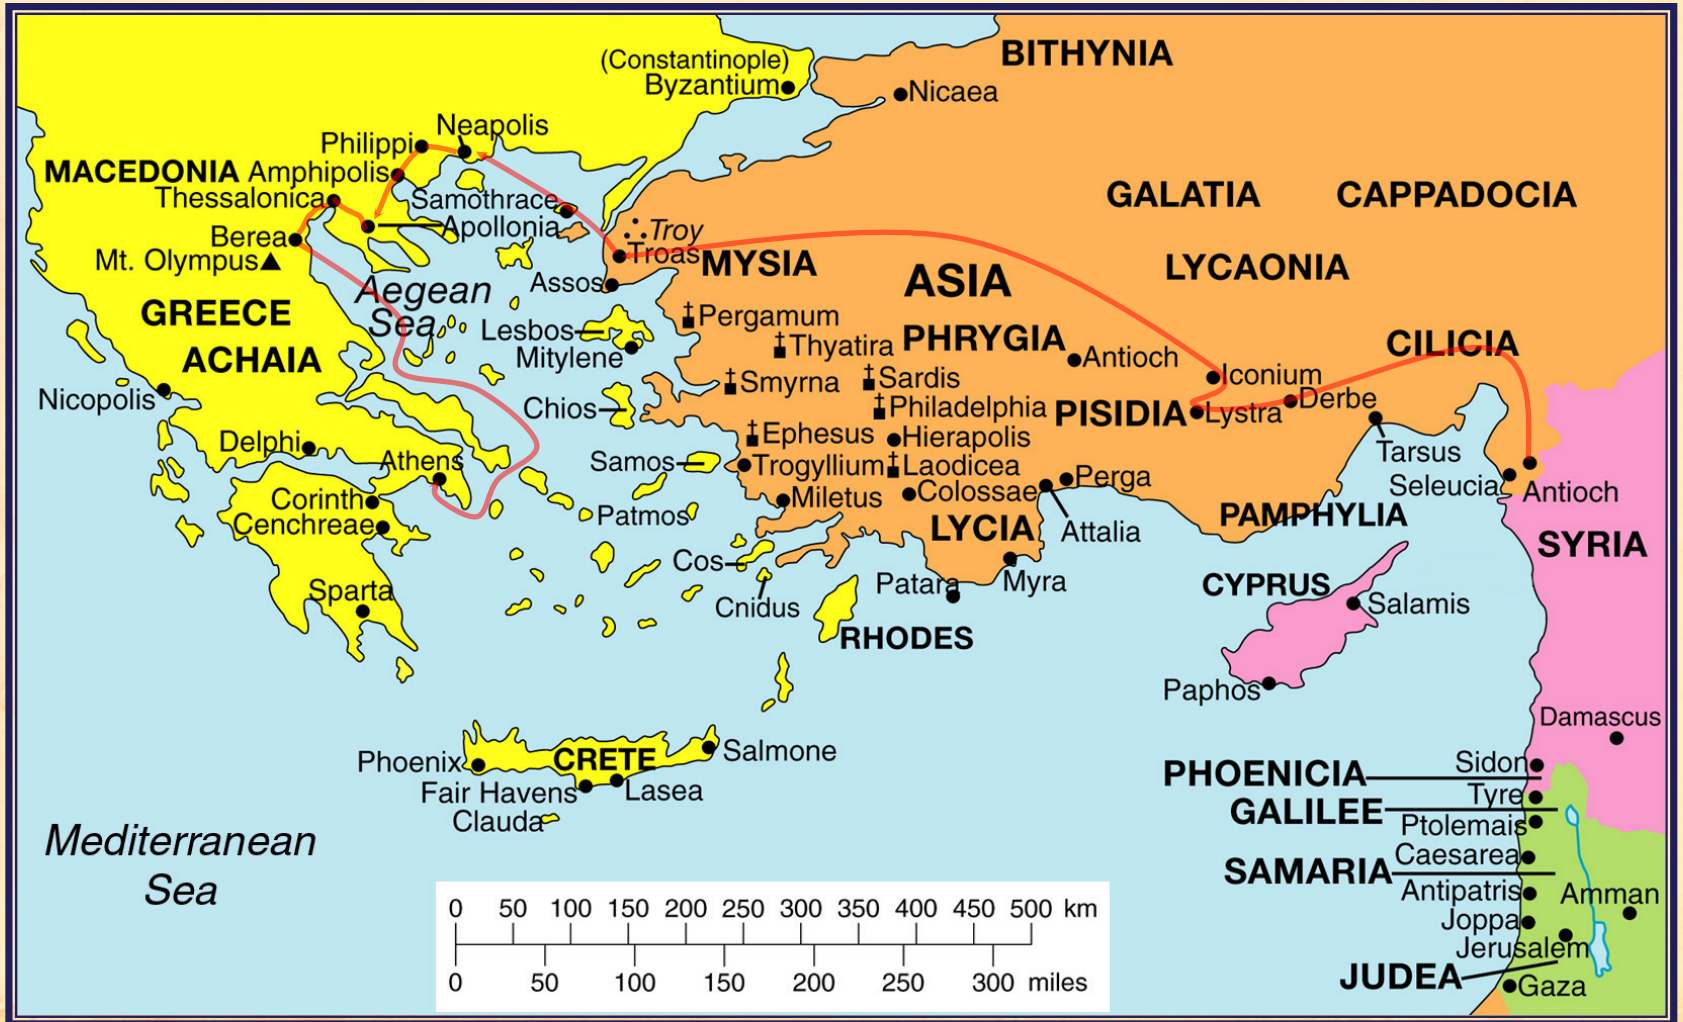 BITHYNIA
(Constantinople)
Byzantium
Nicaea
Neapolis
Philippi
MACEDONIA
Amphipolis
Thessalonica
Samothrace
Apollonia
GALATIA
CAPPADOCIA
Berea
Mt. Olympus
Troy
Troas
MYSIA
LYCAONIA
Assos
ASIA
Aegean
Sea
GREECE
ACHAIA
Pergamum
Lesbos
Mitylene
Thyatira
PHRYGIA
Antioch
CILICIA
Nicopolis
Smyrna
Sardis
Iconium
Chios
Philadelphia
PISIDIA
Lystra
Derbe
Delphi
Ephesus
Hierapolis
Tarsus
Athens
Samos
Trogyllium
Laodicea
Perga
Seleucia
Antioch
Corinth
Miletus
Colossae
Cenchreae
Patmos
LYCIA
Attalia
PAMPHYLIA
SYRIA
Cos
Sparta
Cnidus
Patara
Myra
CYPRUS
Salamis
RHODES
Paphos
Damascus
Phoenix
CRETE
Salmone
Fair Havens
Lasea
Clauda
PHOENICIA
Sidon
Tyre
GALILEE
Ptolemais
Mediterranean
Sea
SAMARIA
Caesarea
Antipatris
Amman
Joppa
Jerusalem
JUDEA
Gaza
0 50 100 150 200 250 300 350 400 450 500 km
0 50 100 150 200 250 300 miles